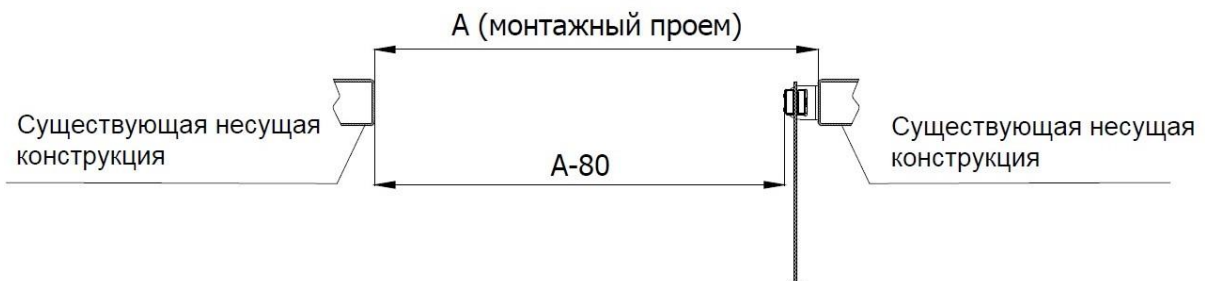 А (монтажный проем)
Существующая несущая
конструкция
Существующая несущая
конструкция
А-80